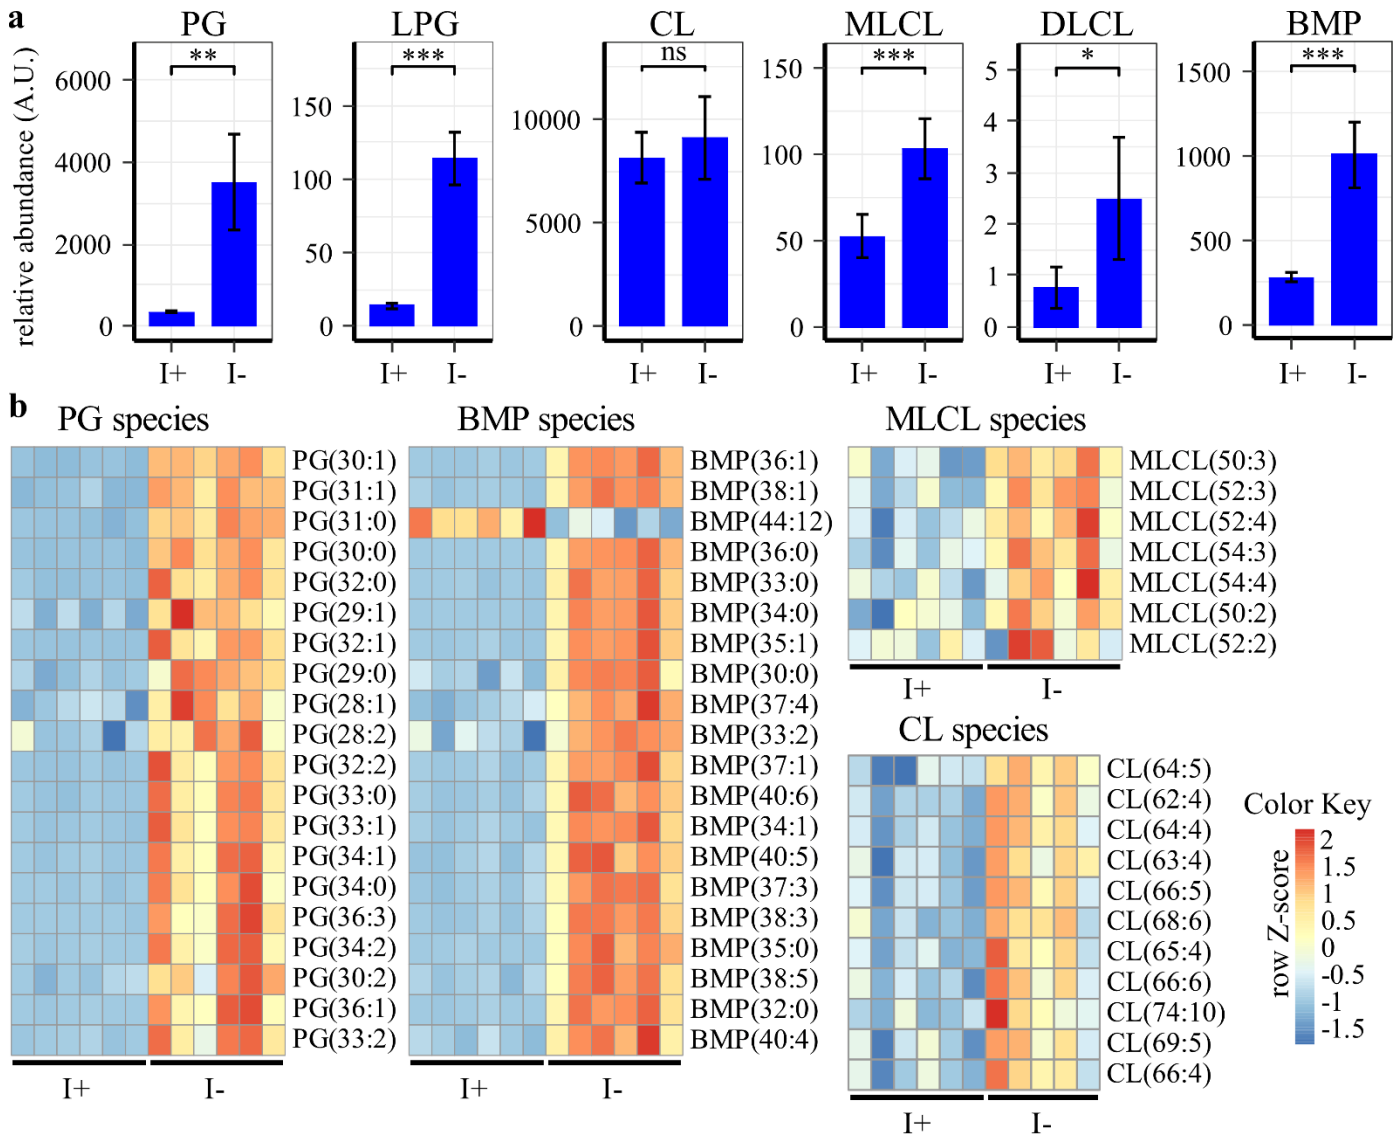 a
PG
LPG
CL
MLCL
DLCL
BMP
relative abundance (A.U.)
**
6000
4000
2000
0
I+
I-
***
150
100
50
0
I+
I-
ns
10000
5000
0
I+
I-
***
150
100
50
0
I+
I-
*
5
4
3
2
1
0
I+
I-
***
1500
1000
500
0
I+
I-
b
PG species
PG(30:1)
PG(31:1)
PG(31:0)
PG(30:0)
PG(32:0)
PG(29:1)
PG(32:1)
PG(29:0)
PG(28:1)
PG(28:2)
PG(32:2)
PG(33:0)
PG(33:1)
PG(34:1)
PG(34:0)
PG(36:3)
PG(34:2)
PG(30:2)
PG(36:1)
PG(33:2)
I+
I-
BMP species
BMP(36:1)
BMP(38:1)
BMP(44:12)
BMP(36:0)
BMP(33:0)
BMP(34:0)
BMP(35:1)
BMP(30:0)
BMP(37:4)
BMP(33:2)
BMP(37:1)
BMP(40:6)
BMP(34:1)
BMP(40:5)
BMP(37:3)
BMP(38:3)
BMP(35:0)
BMP(38:5)
BMP(32:0)
BMP(40:4)
I+
I-
MLCL species
MLCL(50:3)
MLCL(52:3)
MLCL(52:4)
MLCL(54:3)
MLCL(54:4)
MLCL(50:2)
MLCL(52:2)
I+
I-
CL species
CL(64:5)
CL(62:4)
CL(64:4)
CL(63:4)
CL(66:5)
CL(68:6)
CL(65:4)
CL(66:6)
CL(74:10)
CL(69:5)
CL(66:4)
I+
I-
Color Key
row Z-score
2
1.5
1
0.5
0
-0.5
-1
-1.5